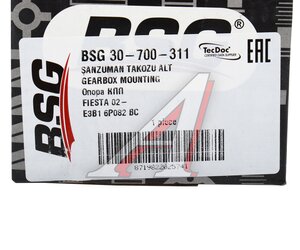 BSG
BSG 30-700-311
SANZUMAN TAKOZU ALT
GEARBOX MOUNTING
Опора КПП
FIESTA 02-
E3B1 6P082 BC
1 piece
TecDoc
EAC
BSG